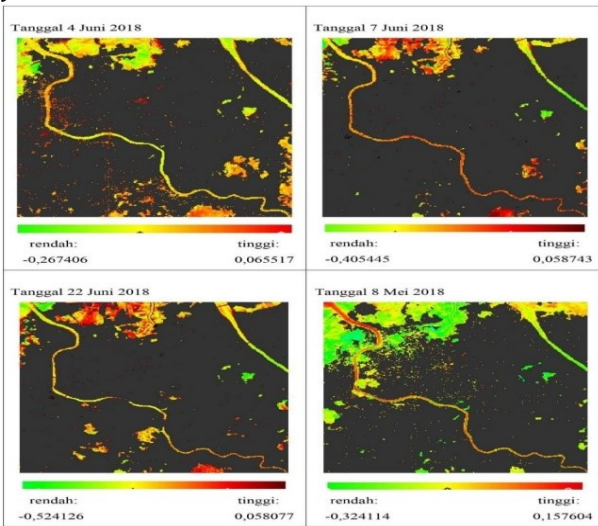 Tanggal 4 Juni 2018
Tanggal 7 Juni 2018
rendah: tinggi:
-0,267406 0,065517
rendah: tinggi:
-0,405445 0,058743
Tanggal 22 Juni 2018
Tanggal 8 Mei 2018
rendah: tinggi:
-0,524126 0,058077
rendah: tinggi:
-0,324114 0,157604